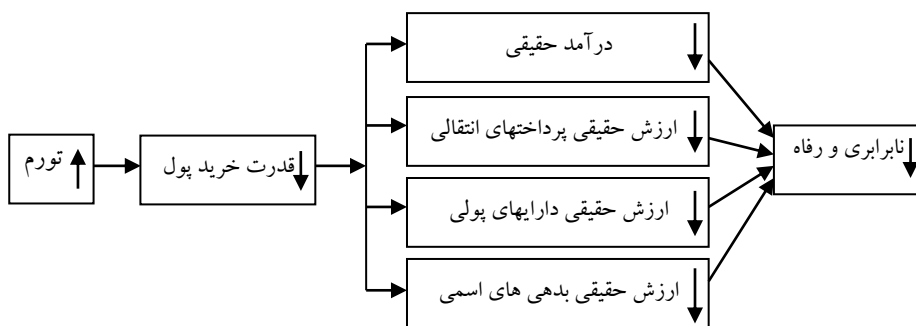 تورم
قدرت خرید پول
درآمد حقیقی
ارزش حقیقی پرداختهای انتقالی
ارزش حقیقی دارایهای پولی
ارزش حقیقی بدهی های اسمی
نابرابری و رفاه